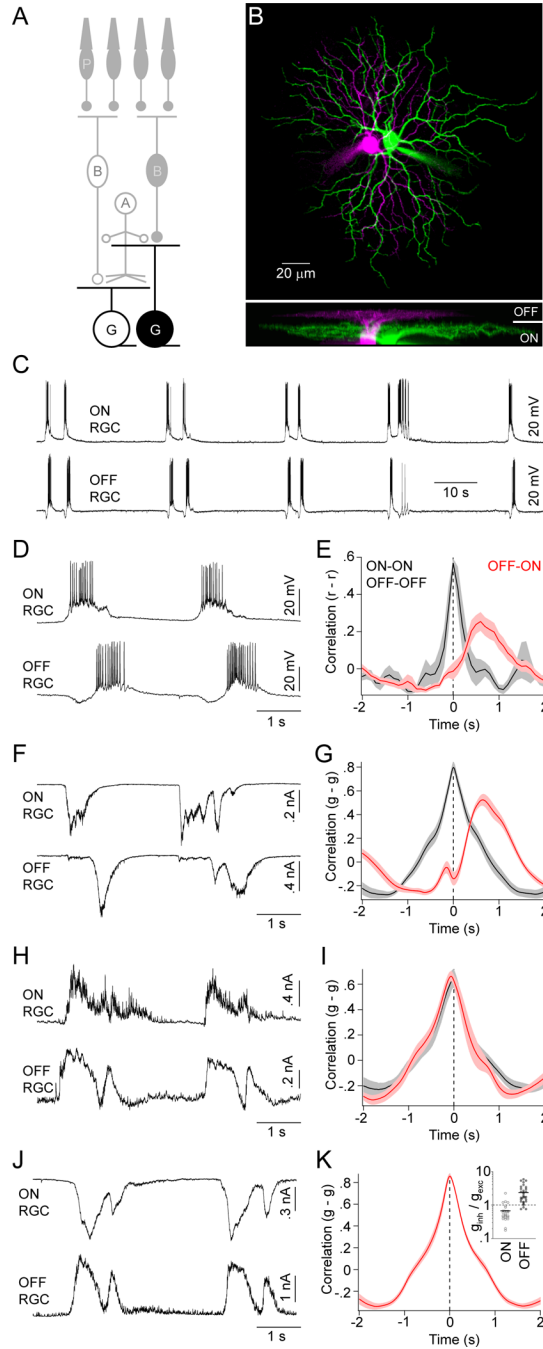 A
P
B
B
A
G
G
B
20 μm
OFF
ON
C
ON
RGC
20 mV
OFF
RGC
10 s
20 mV
D
ON
RGC
20 mV
OFF
RGC
20 mV
1 s
E
ON-ON
OFF-OFF
OFF-ON
Correlation (r - r)
.6
.4
.2
0
-2
-1
0
1
2
Time (s)
F
ON
RGC
.2 nA
OFF
RGC
.4 nA
1 s
G
Correlation (g - g)
.8
.6
.4
.2
0
-.2
-2
-1
0
1
2
Time (s)
H
ON
RGC
.4 nA
OFF
RGC
.2 nA
1 s
I
Correlation (g - g)
.6
.4
.2
0
-.2
-2
-1
0
1
2
Time (s)
J
ON
RGC
.3 nA
OFF
RGC
1 nA
1 s
K
Correlation (g - g)
.8
.6
.4
.2
0
-.2
-2
-1
0
1
2
Time (s)
ginh / gexc
10
1
.1
ON
OFF